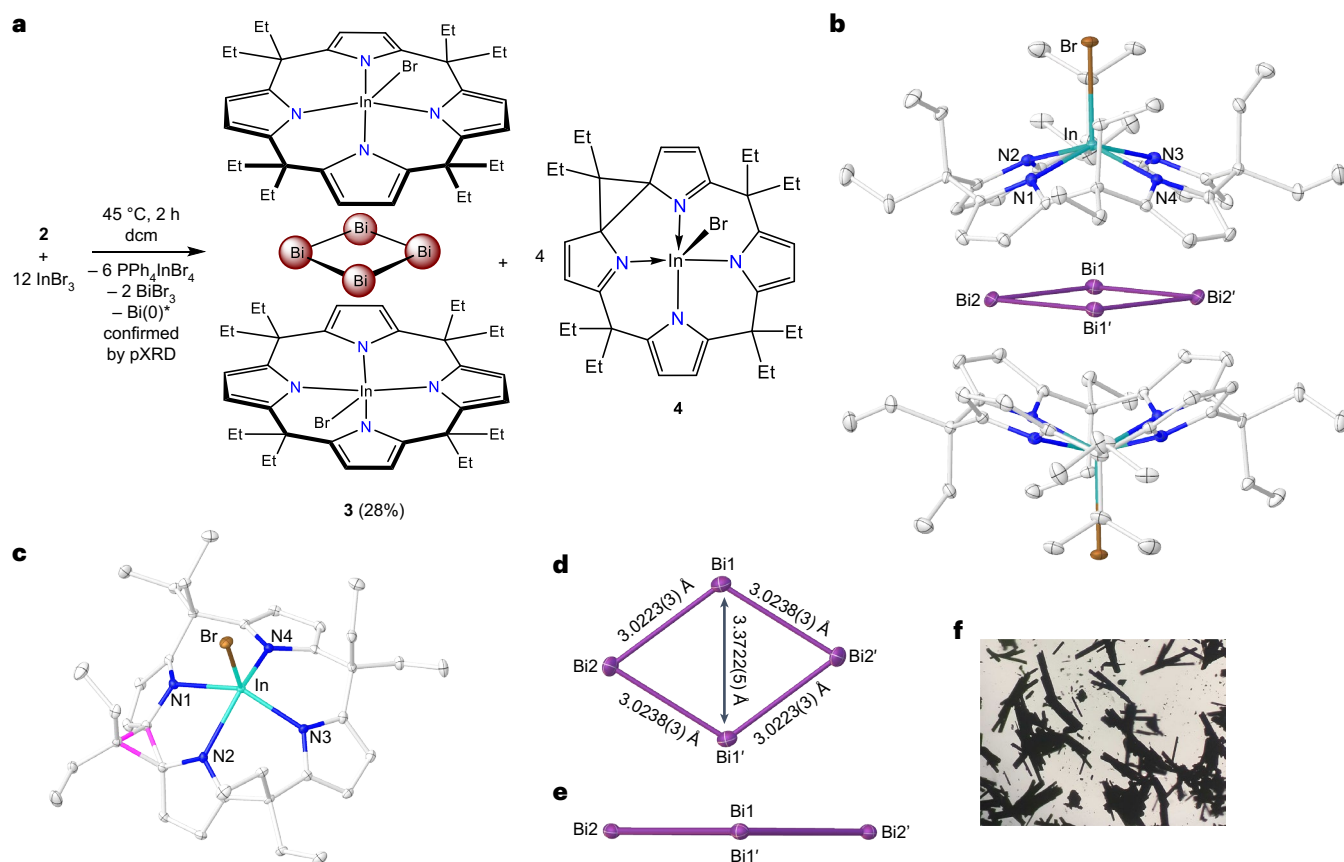 a
2
+
12 InBr3
45 °C, 2 h
dcm
– 6 PPh4InBr4
– 2 BiBr3
– Bi(0)*
confirmed
by pXRD
Et Et
Et Et
N
Br
N In N
N
Et Et
Et Et
Bi
Bi Bi
Bi
Et Et
Et Et
N
N In N
Br
N
Et Et
Et Et
3 (28%)
+ 4
Et
Et
Et
Et
N
Br
N In N
N
Et
Et
Et
Et
4
b
Br
In
N2 N3
N1 N4
Bi1
Bi2 Bi2′
Bi1′
c
Br
N4
In
N1
N3
N2
d
Bi1
3.0223(3) Å 3.0238(3) Å
3.3722(5) Å
Bi2 Bi2′
3.0238(3) Å 3.0223(3) Å
Bi1′
e
Bi1
Bi2 Bi2'
Bi1′
f